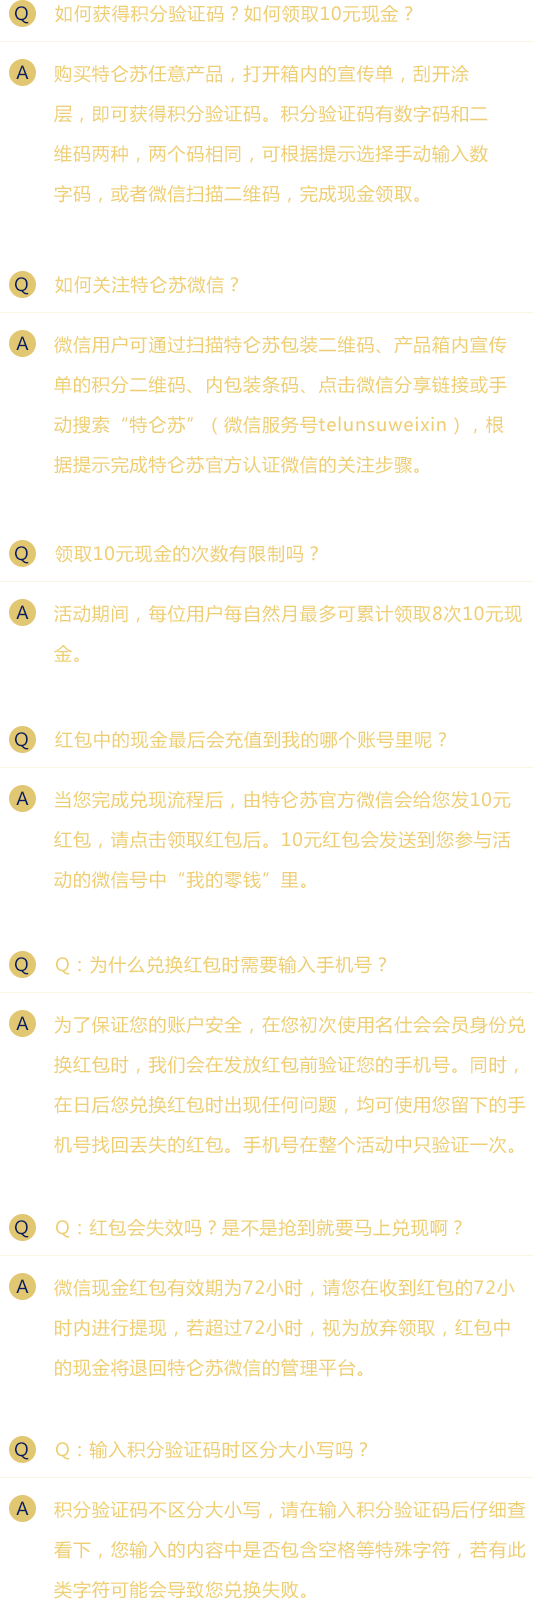 Q 如何获得积分验证码？如何领取10元现金？
A 购买特仑苏任意产品，打开箱内的宣传单，刮开涂
层，即可获得积分验证码。积分验证码有数字码和二
维码两种，两个码相同，可根据提示选择手动输入数
字码，或者微信扫描二维码，完成现金领取。
Q 如何关注特仑苏微信？
A 微信用户可通过扫描特仑苏包装二维码、产品箱内宣传
单的积分二维码、内包装条码、点击微信分享链接或手
动搜索“特仑苏”（微信服务号telunsuweixin），根
据提示完成特仑苏官方认证微信的关注步骤。
Q 领取10元现金的次数有限制吗？
A 活动期间，每位用户每自然月最多可累计领取8次10元现
金。
Q 红包中的现金最后会充值到我的哪个账号里呢？
A 当您完成兑现流程后，由特仑苏官方微信会给您发10元
红包，请点击领取红包后。10元红包会发送到您参与活
动的微信号中“我的零钱”里。
Q Q：为什么兑换红包时需要输入手机号？
A 为了保证您的账户安全，在您初次使用名仕会会员身份兑
换红包时，我们会在发放红包前验证您的手机号。同时，
在日后您兑换红包时出现任何问题，均可使用您留下的手
机号找回丢失的红包。手机号在整个活动中只验证一次。
Q Q：红包会失效吗？是不是抢到就要马上兑现啊？
A 微信现金红包有效期为72小时，请您在收到红包的72小
时内进行提现，若超过72小时，视为放弃领取，红包中
的现金将退回特仑苏微信的管理平台。
Q Q：输入积分验证码时区分大小写吗？
A 积分验证码不区分大小写，请在输入积分验证码后仔细查
看下，您输入的内容中是否包含空格等特殊字符，若有此
类字符可能会导致您兑换失败。